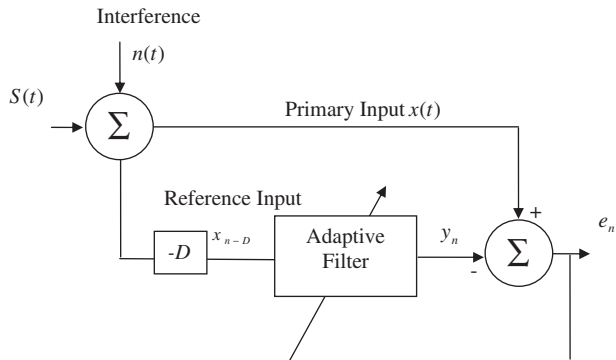 Interference
n(t)
S(t)
Σ
Primary Input x(t)
Reference Input
-D
x n−D
Adaptive
Filter
y n
+
-
Σ
e n